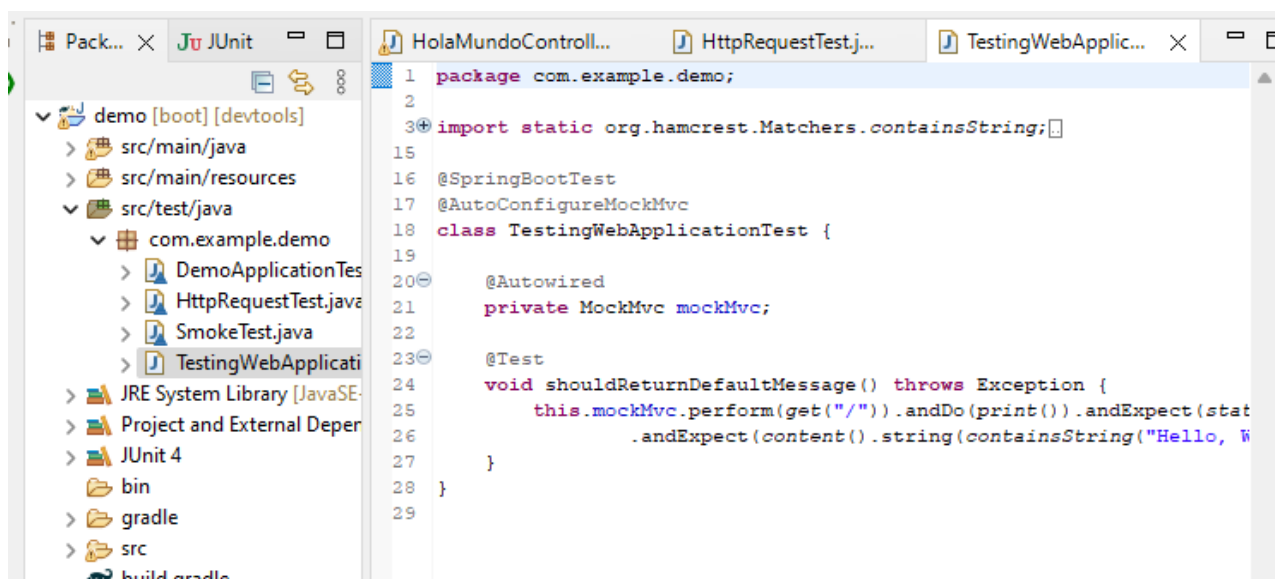 Pack...
JUnit
HolaMundoControll...
HttpRequestTest.j...
TestingWebApplic...
demo [boot] [devtools]
src/main/java
src/main/resources
src/test/java
com.example.demo
DemoApplicationTes
HttpRequestTest.java
SmokeTest.java
TestingWebApplicati
JRE System Library [JavaSE-
Project and External Deper
JUnit 4
bin
gradle
src
build.gradle
1 package com.example.demo;
2
3 import static org.hamcrest.Matchers.containsString;
15
16 @SpringBootTest
17 @AutoConfigureMockMvc
18 class TestingWebApplicationTest {
19
20 @Autowired
21 private MockMvc mockMvc;
22
23 @Test
24 void shouldReturnDefaultMessage() throws Exception {
25 this.mockMvc.perform(get("/")).andDo(print()).andExpect(stat
26 .andExpect(content().string(containsString("Hello, W
27 }
28 }
29